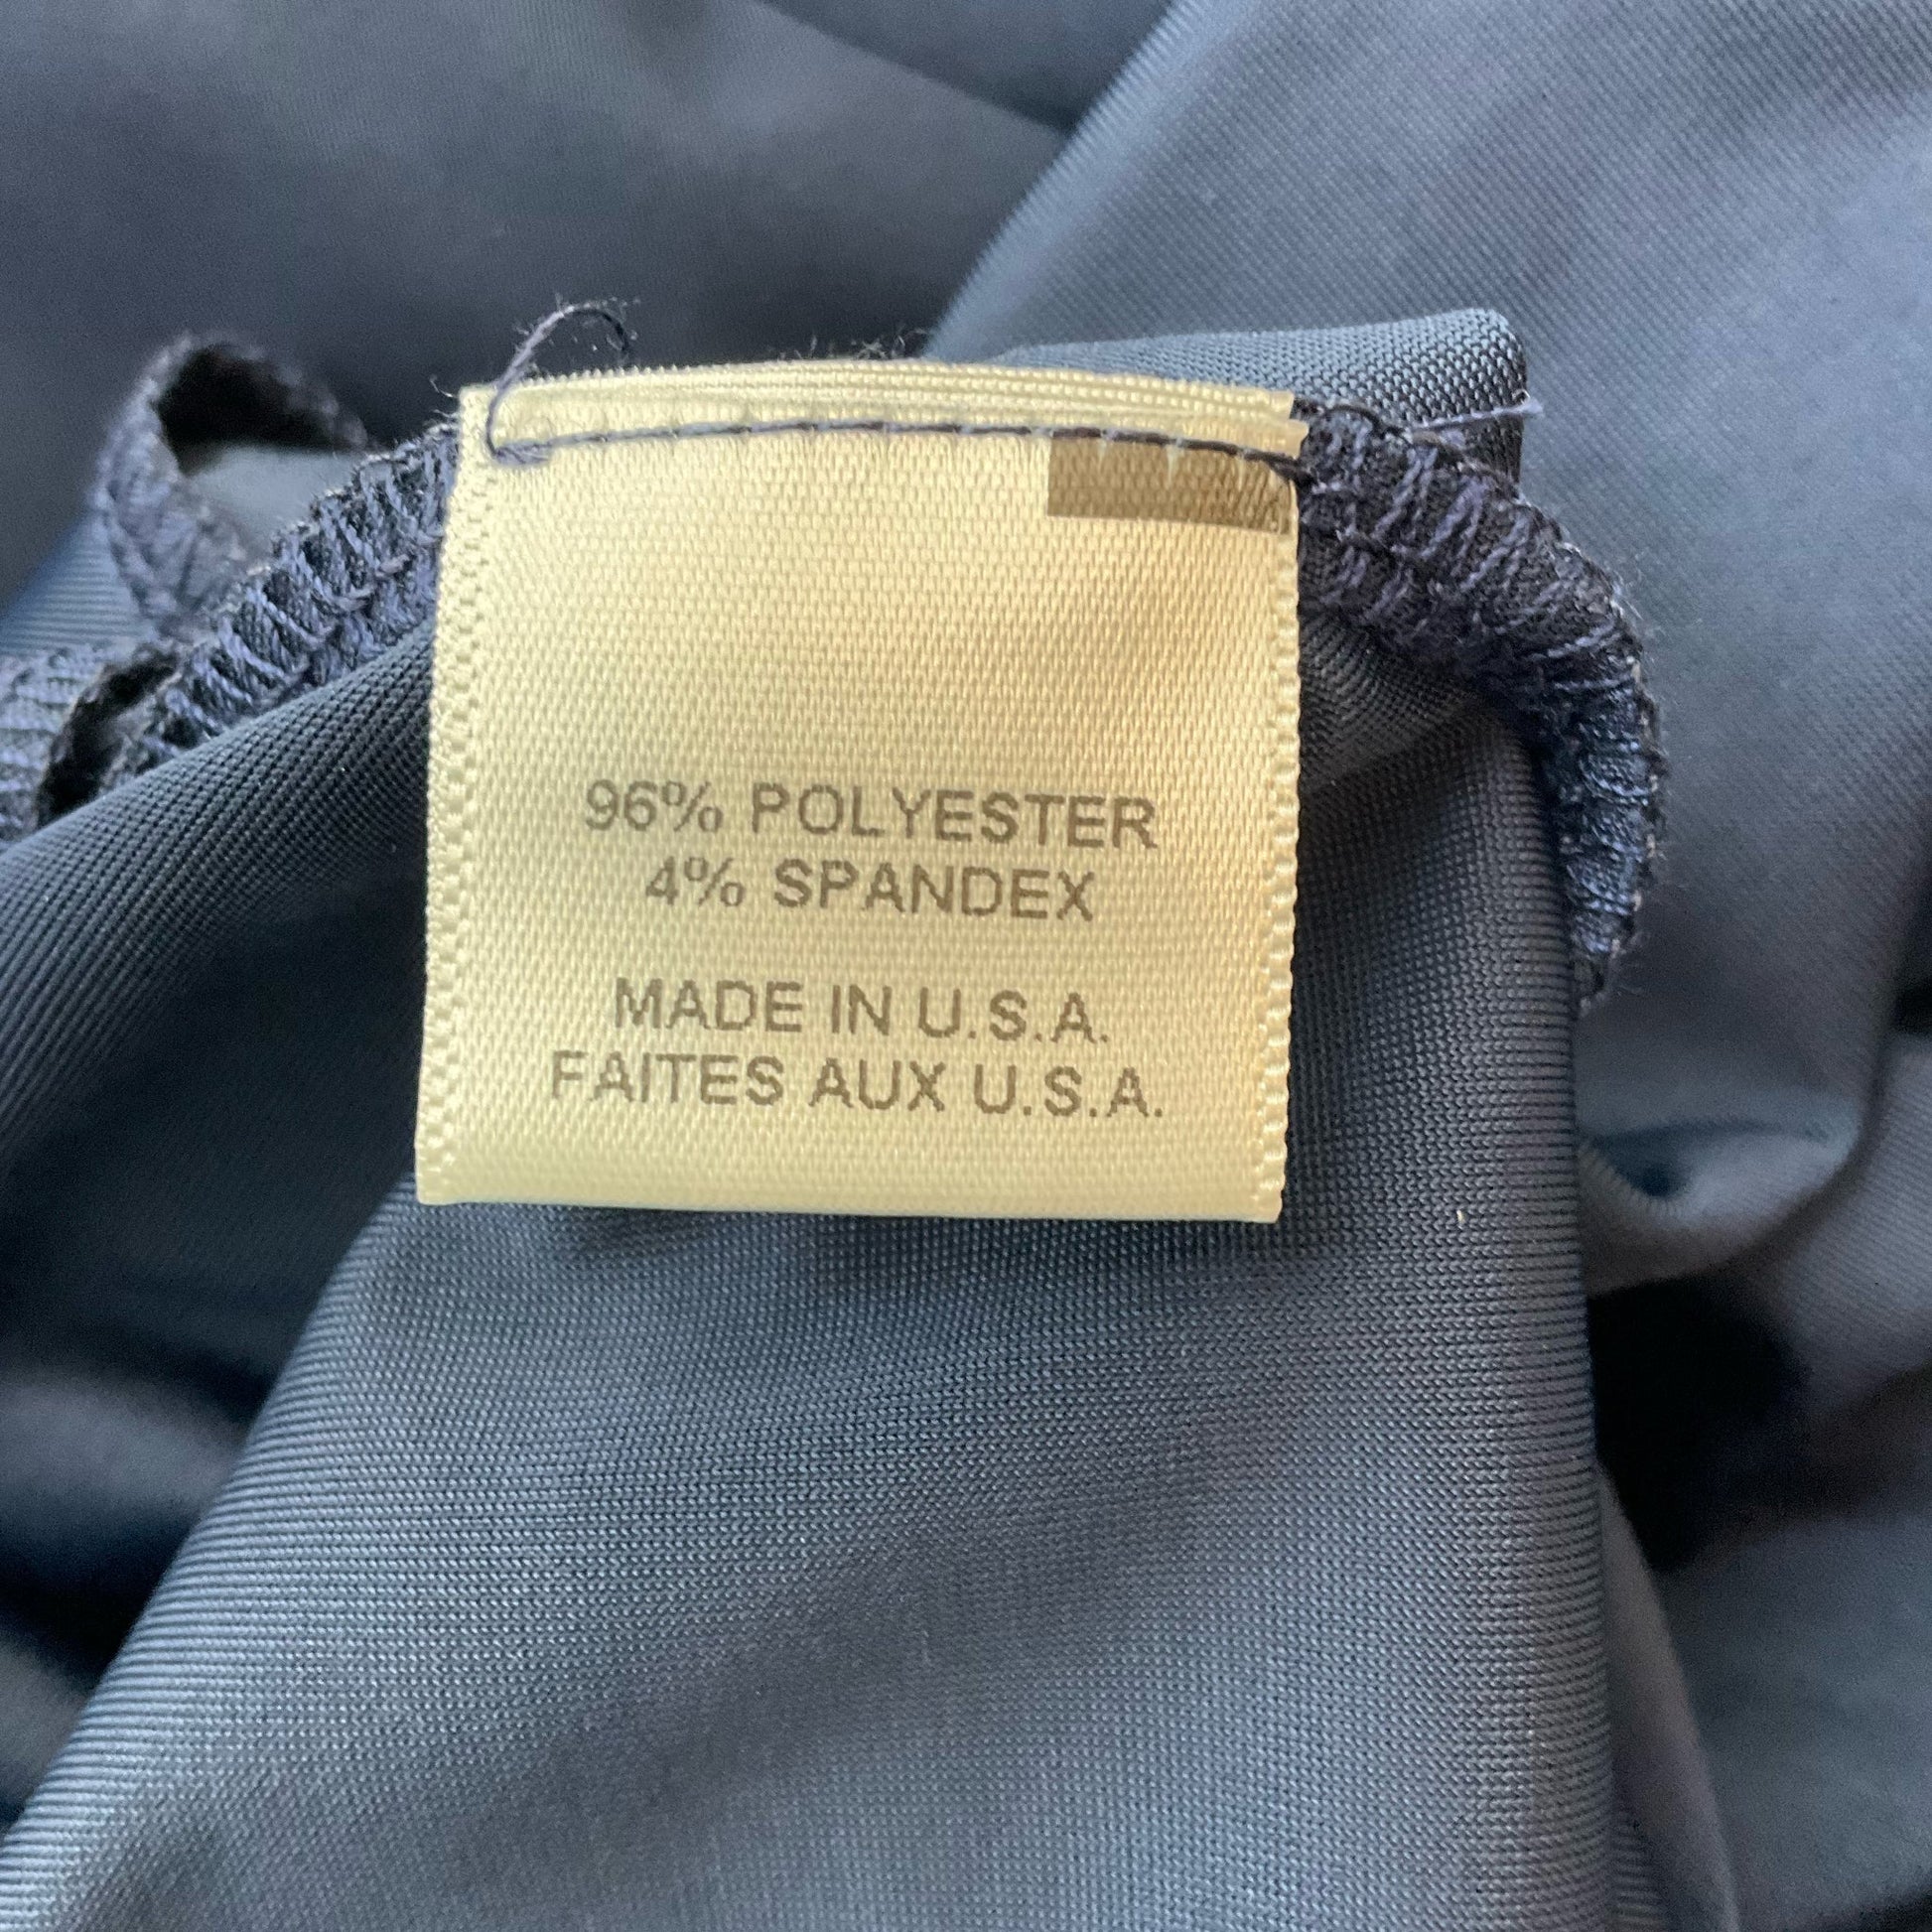 96% POLYESTER
4% SPANDEX
MADE IN U.S.A.
FAITES AUX U.S.A.